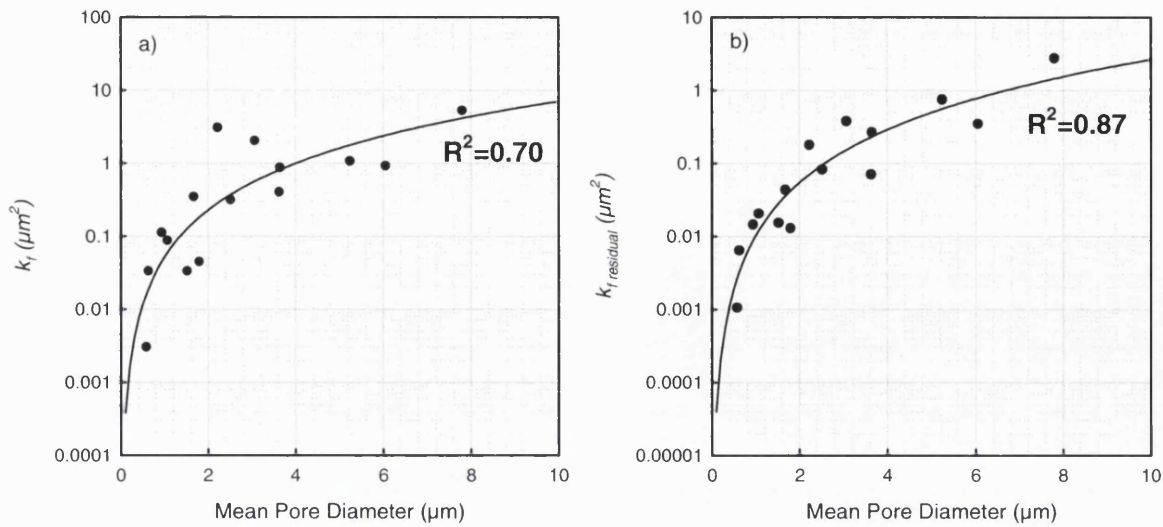 a)
100
10
1
0.1
0.01
0.001
0.0001
k_f (µm²)
R²=0.70
0 2 4 6 8 10
Mean Pore Diameter (µm)
b)
10
1
0.1
0.01
0.001
0.0001
0.00001
k_f residual (µm²)
R²=0.87
0 2 4 6 8 10
Mean Pore Diameter (µm)